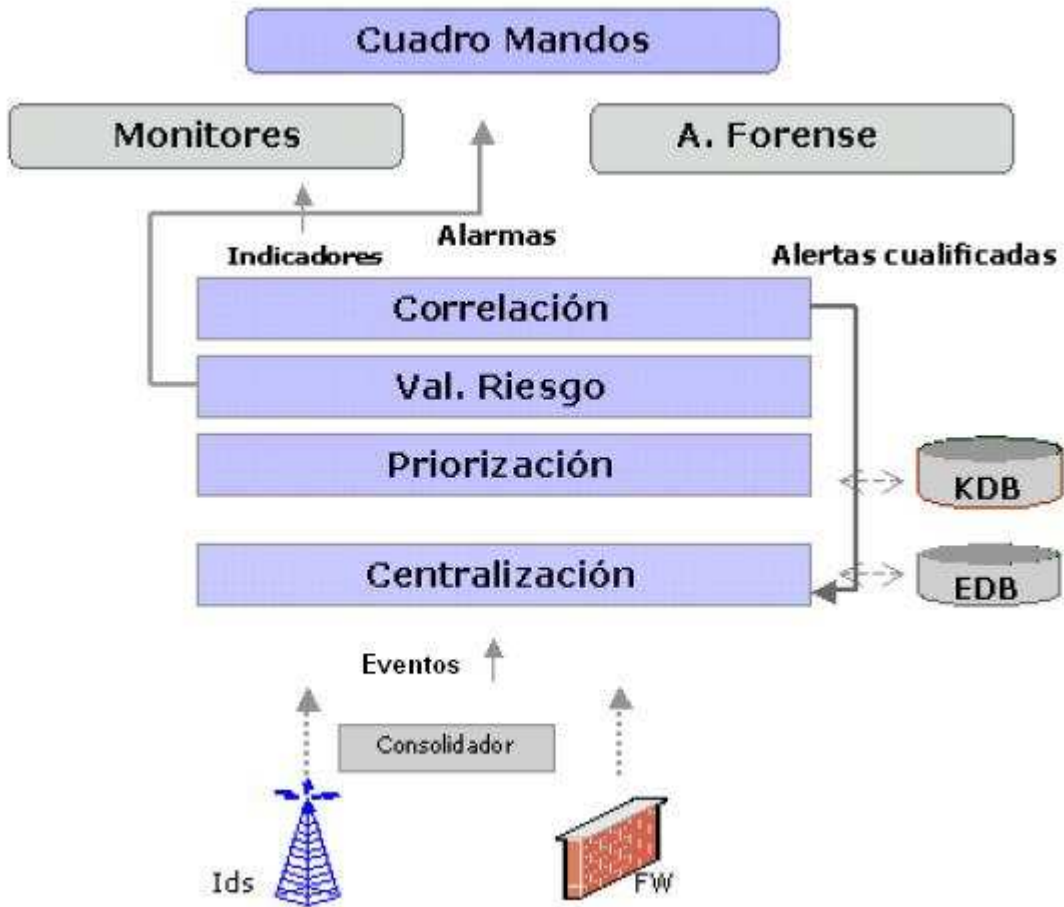 Cuadro Mandos
Monitores
A. Forense
Indicadores
Alarmas
Alertas cualificadas
Correlación
Val. Riesgo
Priorización
KDB
Centralización
EDB
Eventos
Consolidador
Ids
FW